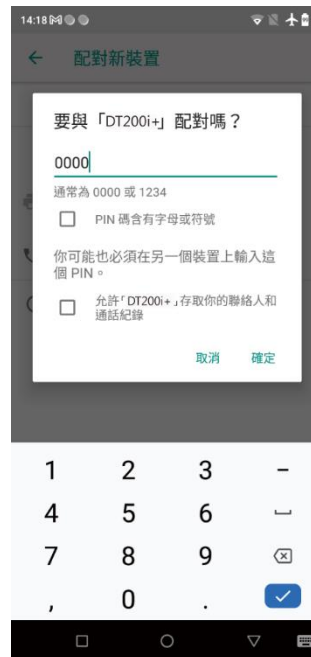 14:18
配對新裝置
要與「DT200i+」配對嗎？
0000
通常為 0000 或 1234
PIN 碼含有字母或符號
你可能也必須在另一個裝置上輸入這
個 PIN。
允許「DT200i+」存取你的聯絡人和
通話紀錄
取消 確定
1 2 3 –
4 5 6
7 8 9
, 0 .